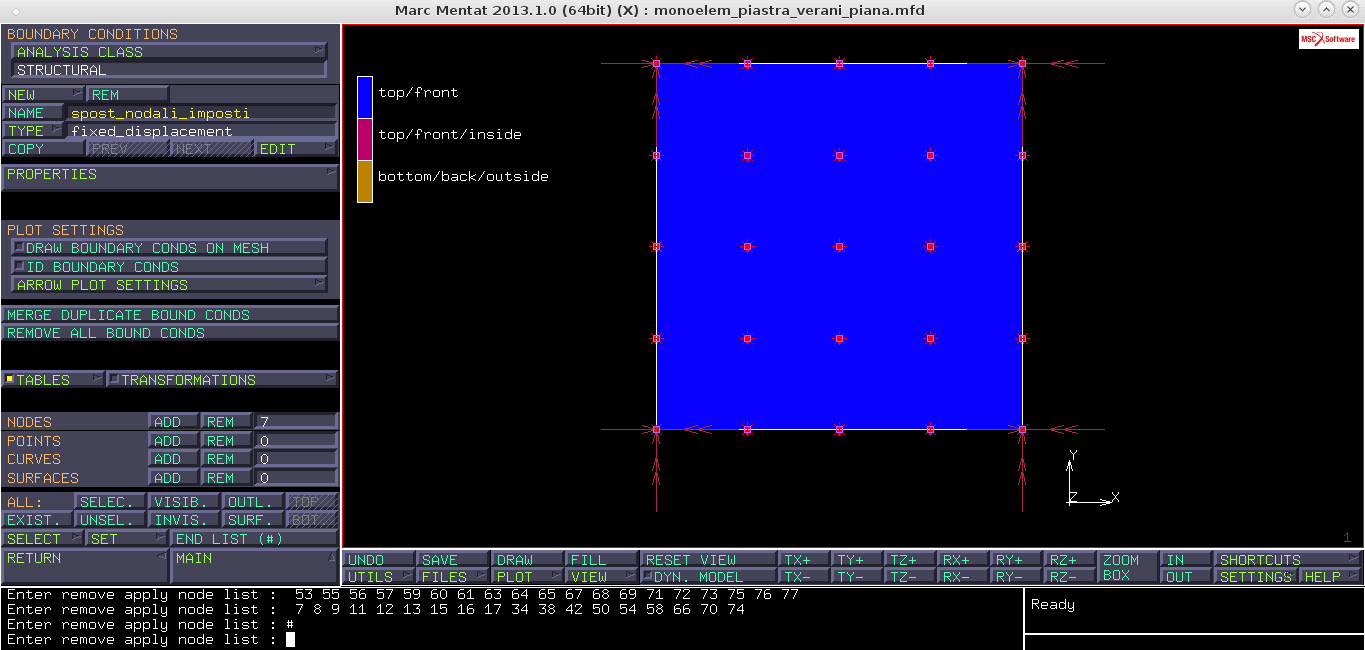 Marc Mentat 2013.1.0 (64bit) (X) : monoelem_piastra_verani_piana.mfd
BOUNDARY CONDITIONS
ANALYSIS CLASS
STRUCTURAL
NEW REM
NAME spost_nodali_imposti
TYPE fixed_displacement
COPY PREV NEXT EDIT
PROPERTIES
PLOT SETTINGS
DRAW BOUNDARY CONDS ON MESH
ID BOUNDARY CONDS
ARROW PLOT SETTINGS
MERGE DUPLICATE BOUND CONDS
REMOVE ALL BOUND CONDS
TABLES TRANSFORMATIONS
NODES ADD REM 7
POINTS ADD REM 0
CURVES ADD REM 0
SURFACES ADD REM 0
ALL: SELEC. VISIB. OUTL. TOP
EXIST. UNSEL. INVIS. SURF. BOT.
SELECT SET END LIST (#)
RETURN MAIN
top/front
top/front/inside
bottom/back/outside
MSC Software
Y
Z X
1
UNDO SAVE DRAW FILL RESET VIEW TX+ TY+ TZ+ RX+ RY+ RZ+ ZOOM IN SHORTCUTS
UTILS FILES PLOT VIEW DYN. MODEL TX- TY- TZ- RX- RY- RZ- BOX OUT SETTINGS HELP
Enter remove apply node list : 53 55 56 57 59 60 61 63 64 65 67 68 69 71 72 73 75 76 77
Enter remove apply node list : 7 8 9 11 12 13 15 16 17 34 38 42 50 54 58 66 70 74
Enter remove apply node list : #
Enter remove apply node list :
Ready